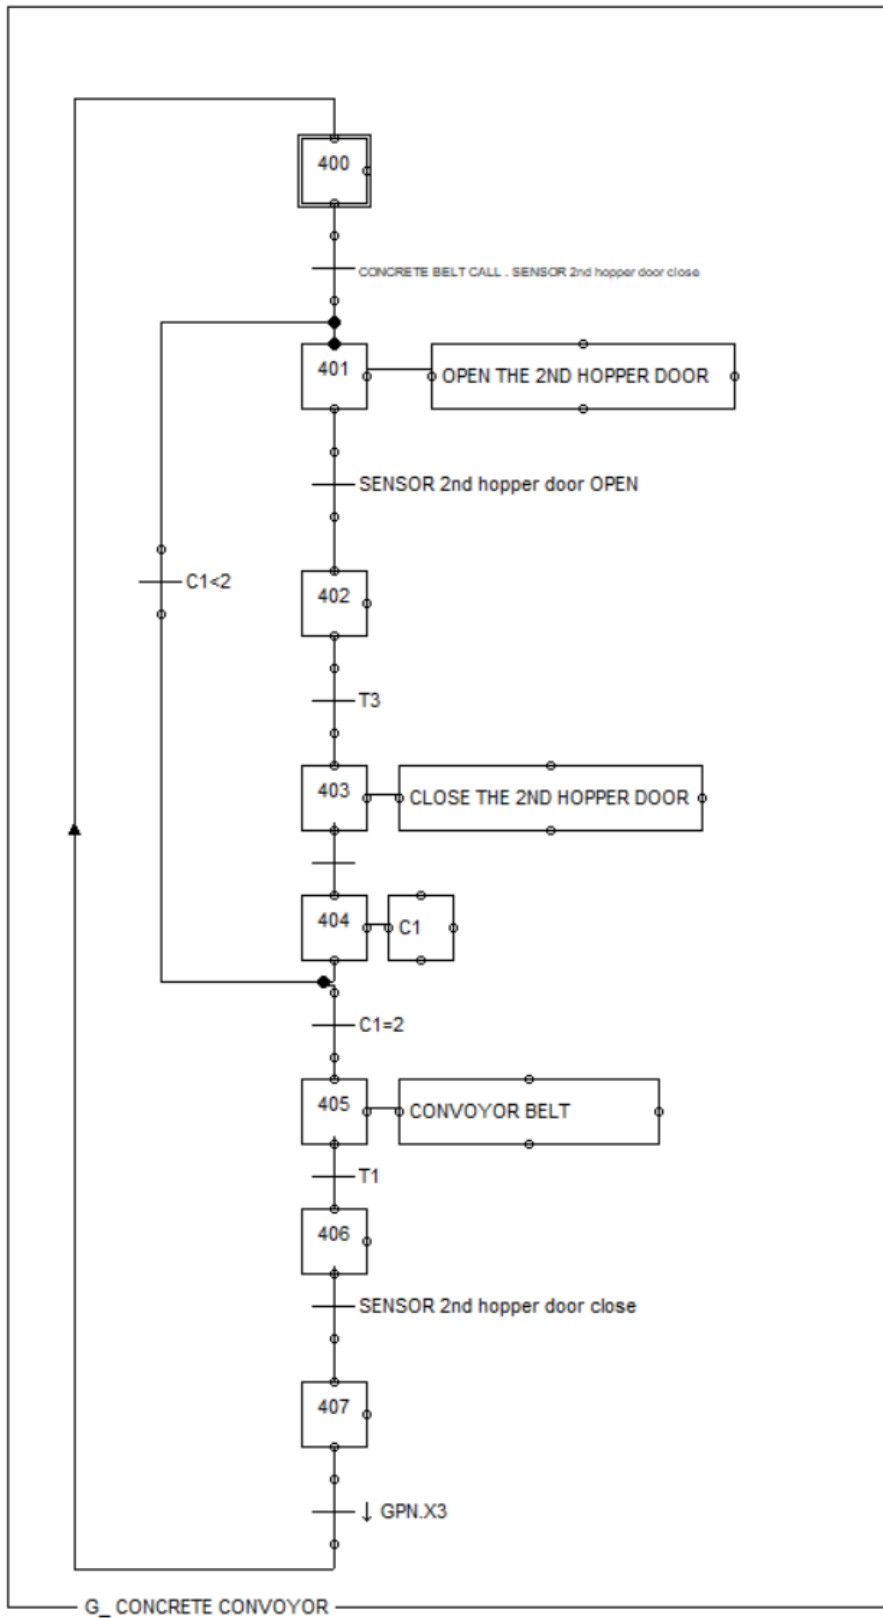 400
CONCRETE BELT CALL . SENSOR 2nd hopper door close
401
OPEN THE 2ND HOPPER DOOR
SENSOR 2nd hopper door OPEN
C1<2
402
T3
403
CLOSE THE 2ND HOPPER DOOR
404
C1
C1=2
405
CONVOYOR BELT
T1
406
SENSOR 2nd hopper door close
407
↓ GPN.X3
G_ CONCRETE CONVOYOR